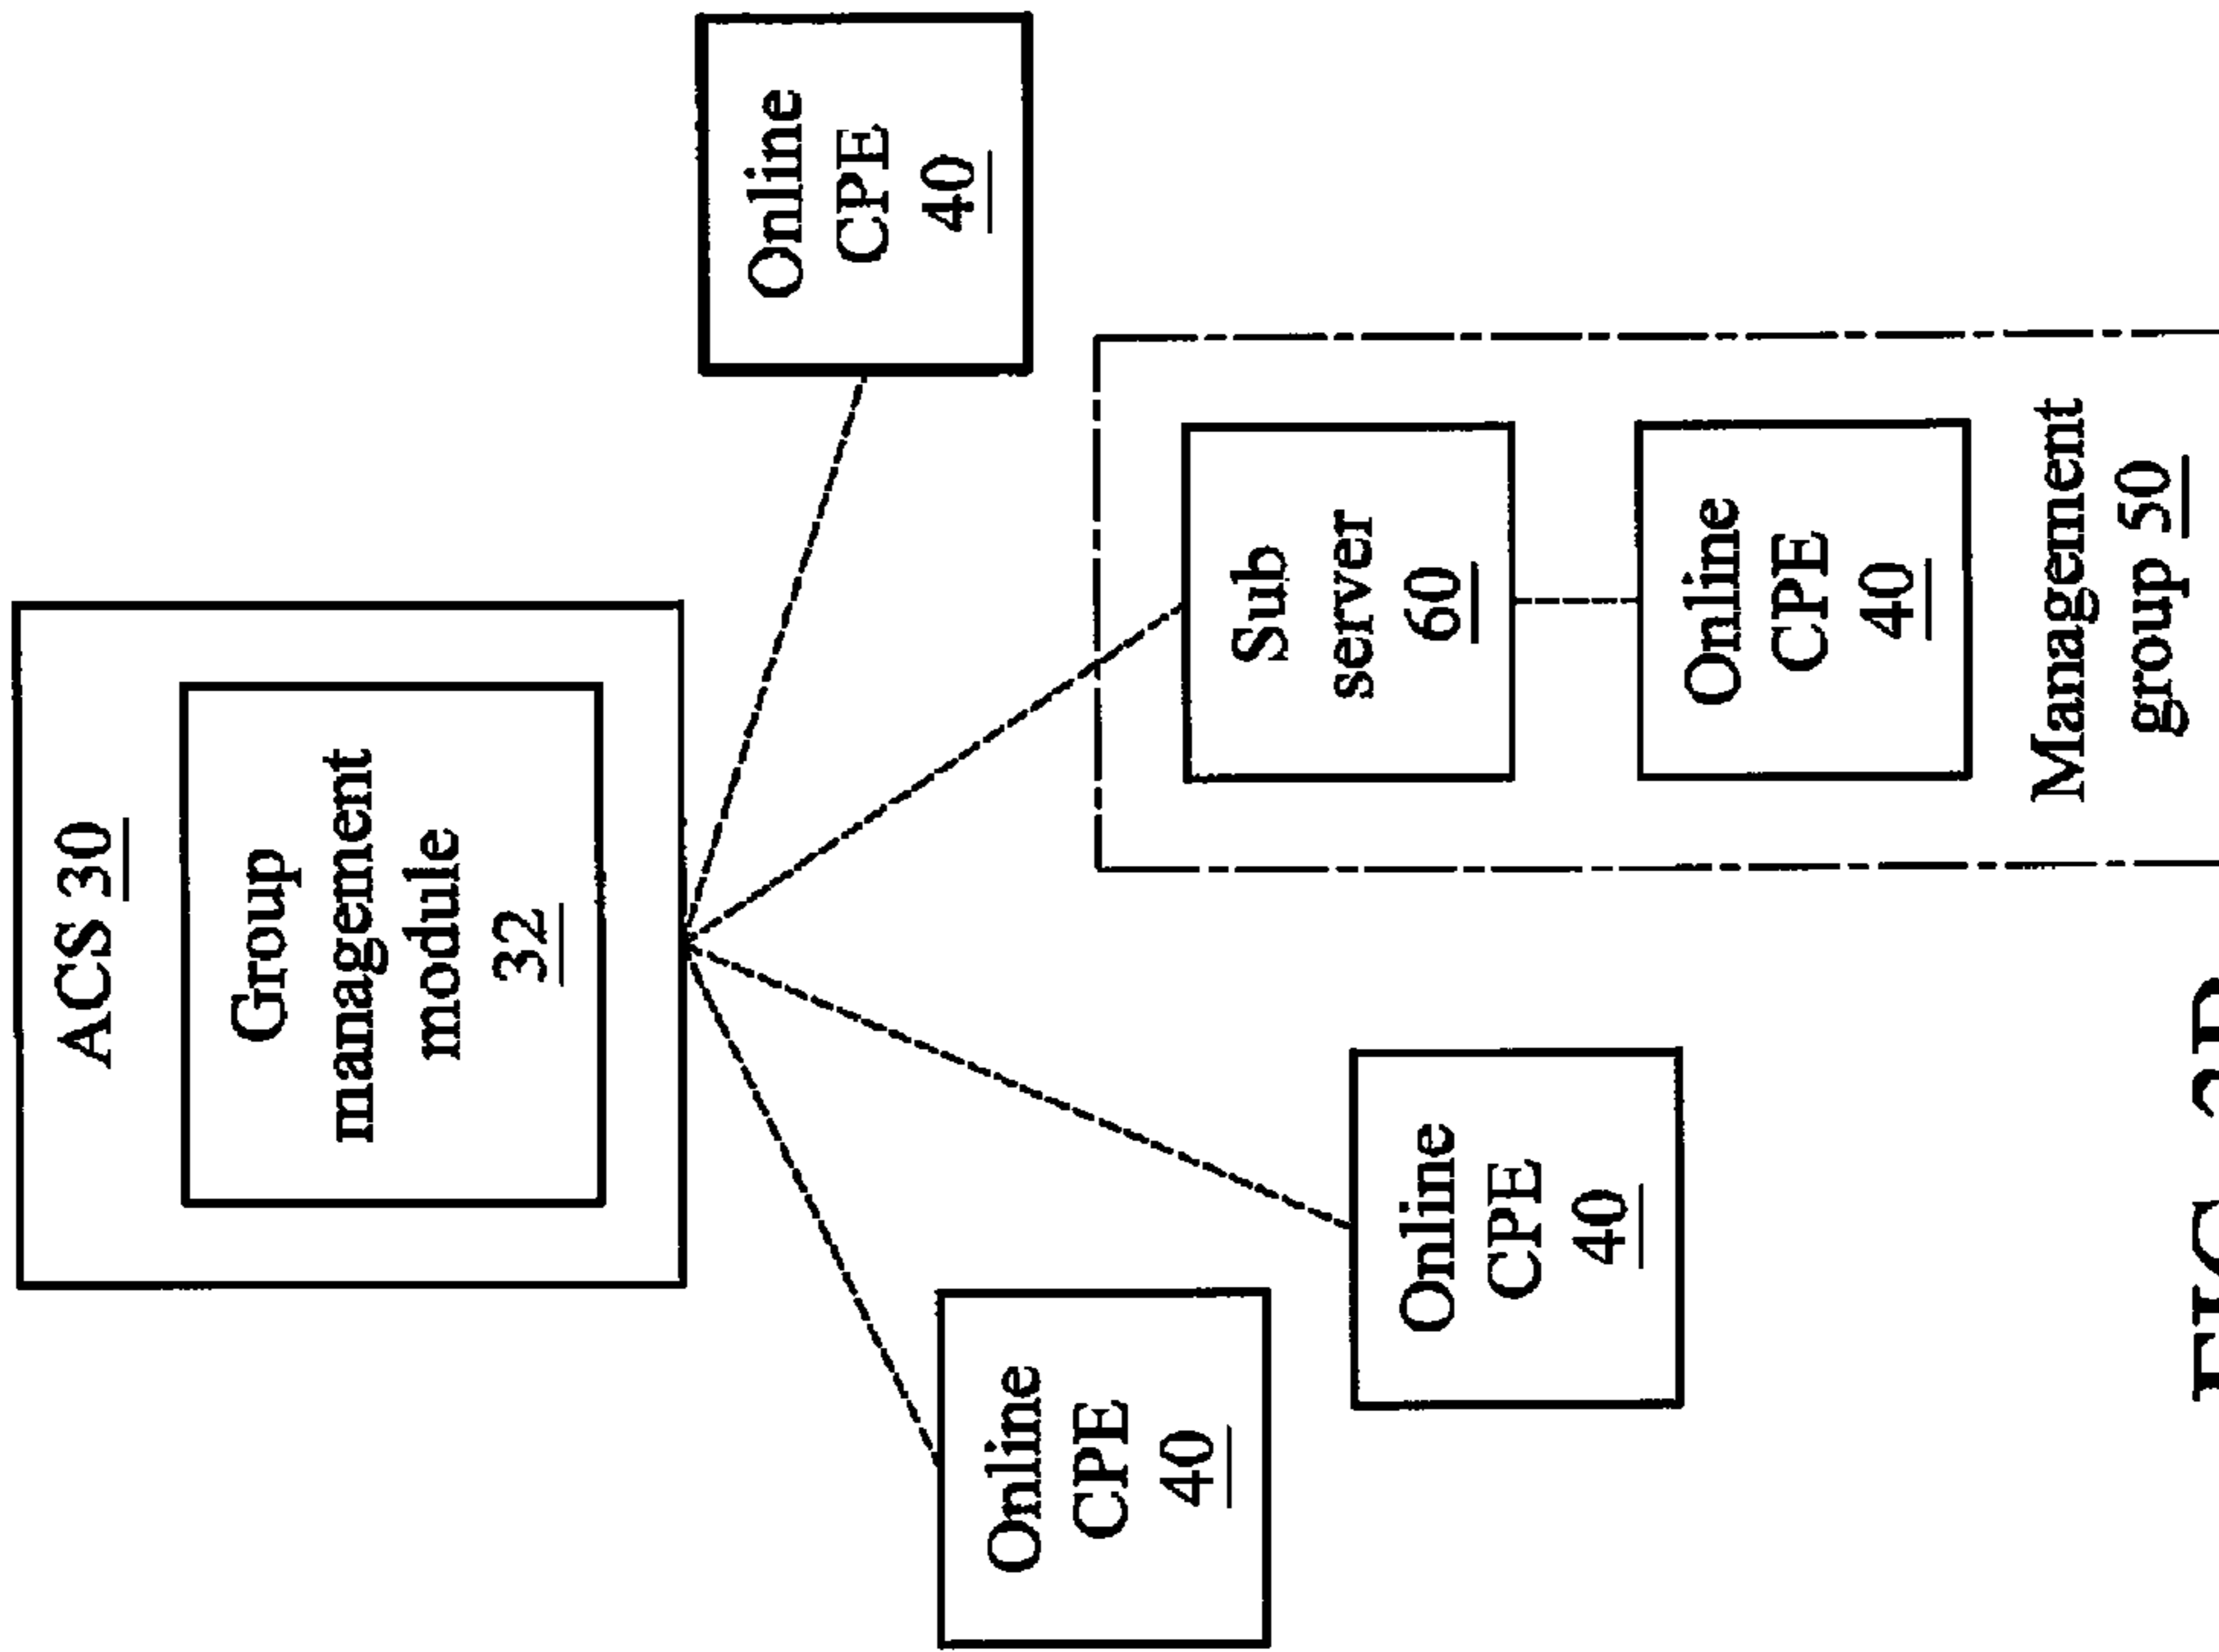 ACS 30
Group
management
module
32
Online
CPE
40
Online
CPE
40
Online
CPE
40
Sub
server
60
Online
CPE
40
Management
group 50